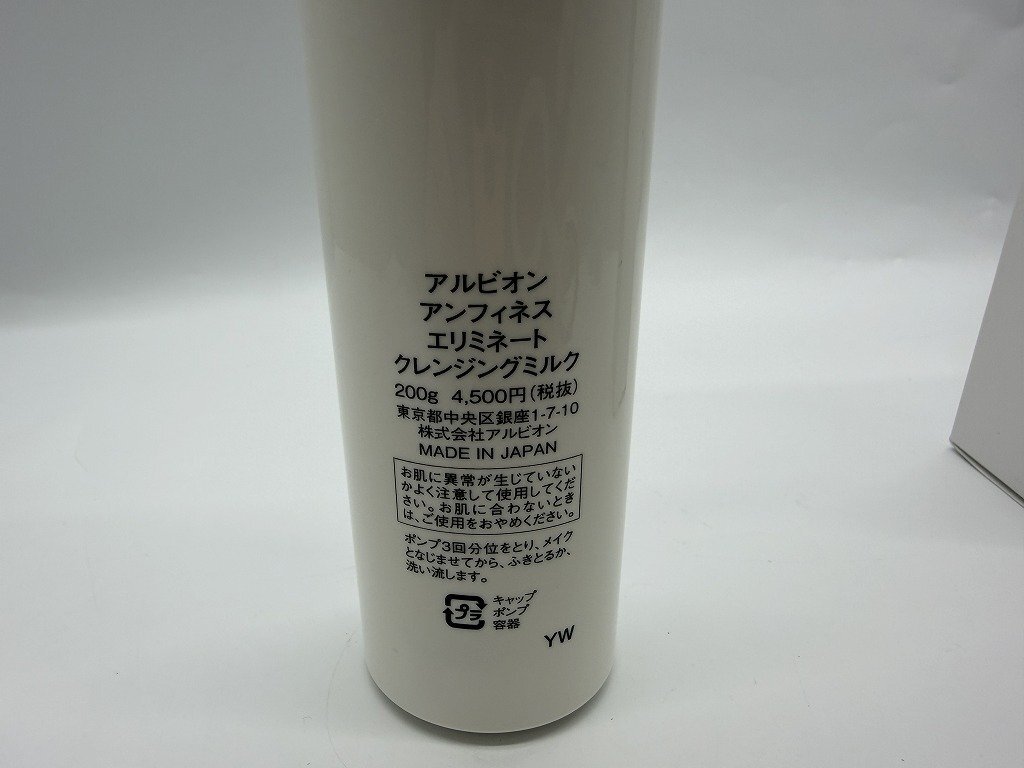 アルビオン
アンフィネス
エリミネート
クレンジングミルク
200g 4,500円(税抜)
東京都中央区銀座1-7-10
株式会社アルビオン
MADE IN JAPAN
お肌に異常が生じていない
かよく注意して使用してくだ
さい。お肌に合わないとき
は、ご使用をおやめください。
ポンプ3回分位をとり、メイク
となじませてから、ふきとるか、
洗い流します。
プラ
キャップ
ポンプ
容器
YW